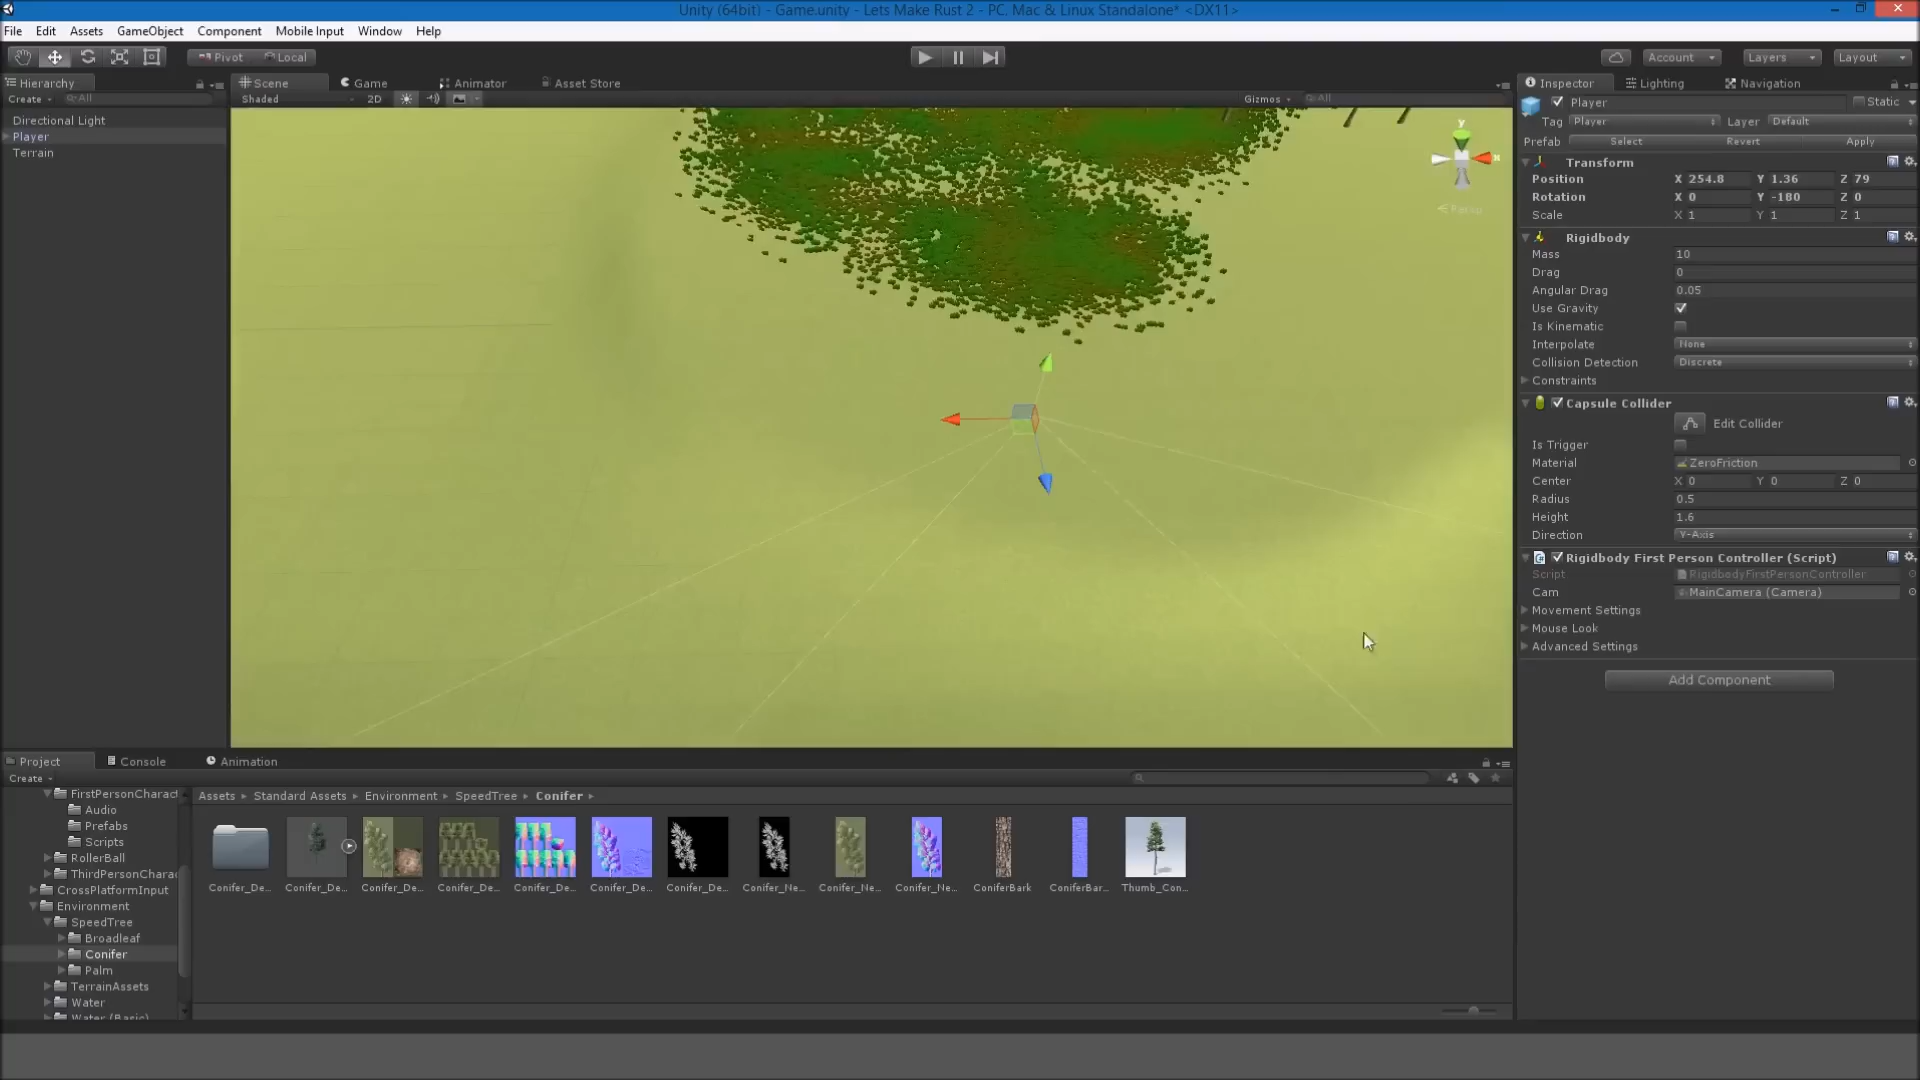 Unity (64bit) - Game.unity - Lets Make Rust 2 - PC, Mac & Linux Standalone* <DX11>
File Edit Assets GameObject Component Mobile Input Window Help
Pivot Local Account Layers Layout
Hierarchy
Create All
Directional Light
Player
Terrain
Scene Game Animator Asset Store
Shaded 2D Gizmos All
y
x
Persp
Inspector Lighting Navigation
Player Static
Tag Player Layer Default
Prefab Select Revert Apply
Transform
Position X 254.8 Y 1.36 Z 79
Rotation X 0 Y -180 Z 0
Scale X 1 Y 1 Z 1
Rigidbody
Mass 10
Drag 0
Angular Drag 0.05
Use Gravity
Is Kinematic
Interpolate None
Collision Detection Discrete
Constraints
Capsule Collider
Edit Collider
Is Trigger
Material ZeroFriction
Center X 0 Y 0 Z 0
Radius 0.5
Height 1.6
Direction Y-Axis
Rigidbody First Person Controller (Script)
Script RigidbodyFirstPersonController
Cam MainCamera (Camera)
Movement Settings
Mouse Look
Advanced Settings
Add Component
Project Console Animation
Create
FirstPersonCharact
Audio
Prefabs
Scripts
RollerBall
ThirdPersonChara
CrossPlatformInput
Environment
SpeedTree
Broadleaf
Conifer
Palm
TerrainAssets
Water
Water (Basic)
Assets Standard Assets Environment SpeedTree Conifer
Conifer_De... Conifer_De... Conifer_De... Conifer_De... Conifer_De... Conifer_De... Conifer_De... Conifer_Ne... Conifer_Ne... Conifer_Ne... ConiferBark ConiferBar... Thumb_Con...